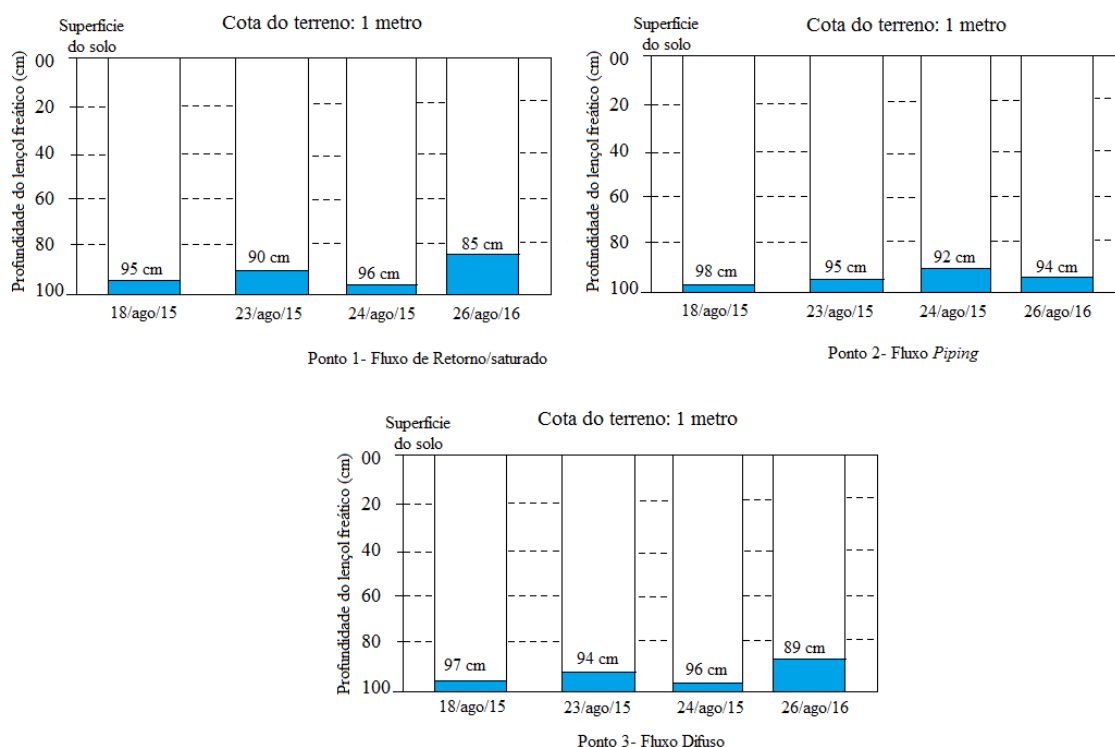 Cota do terreno: 1 metro
Superfície
do solo
Profundidade do lençol freático (cm)
00
20
40
60
80
100
95 cm
90 cm
96 cm
85 cm
18/ago/15
23/ago/15
24/ago/15
26/ago/16
Ponto 1- Fluxo de Retorno/saturado
Cota do terreno: 1 metro
Superfície
do solo
Profundidade do lençol freático (cm)
00
20
40
60
80
100
98 cm
95 cm
92 cm
94 cm
18/ago/15
23/ago/15
24/ago/15
26/ago/16
Ponto 2- Fluxo Piping
Cota do terreno: 1 metro
Superfície
do solo
Profundidade do lençol freático (cm)
00
20
40
60
80
100
97 cm
94 cm
96 cm
89 cm
18/ago/15
23/ago/15
24/ago/15
26/ago/16
Ponto 3- Fluxo Difuso